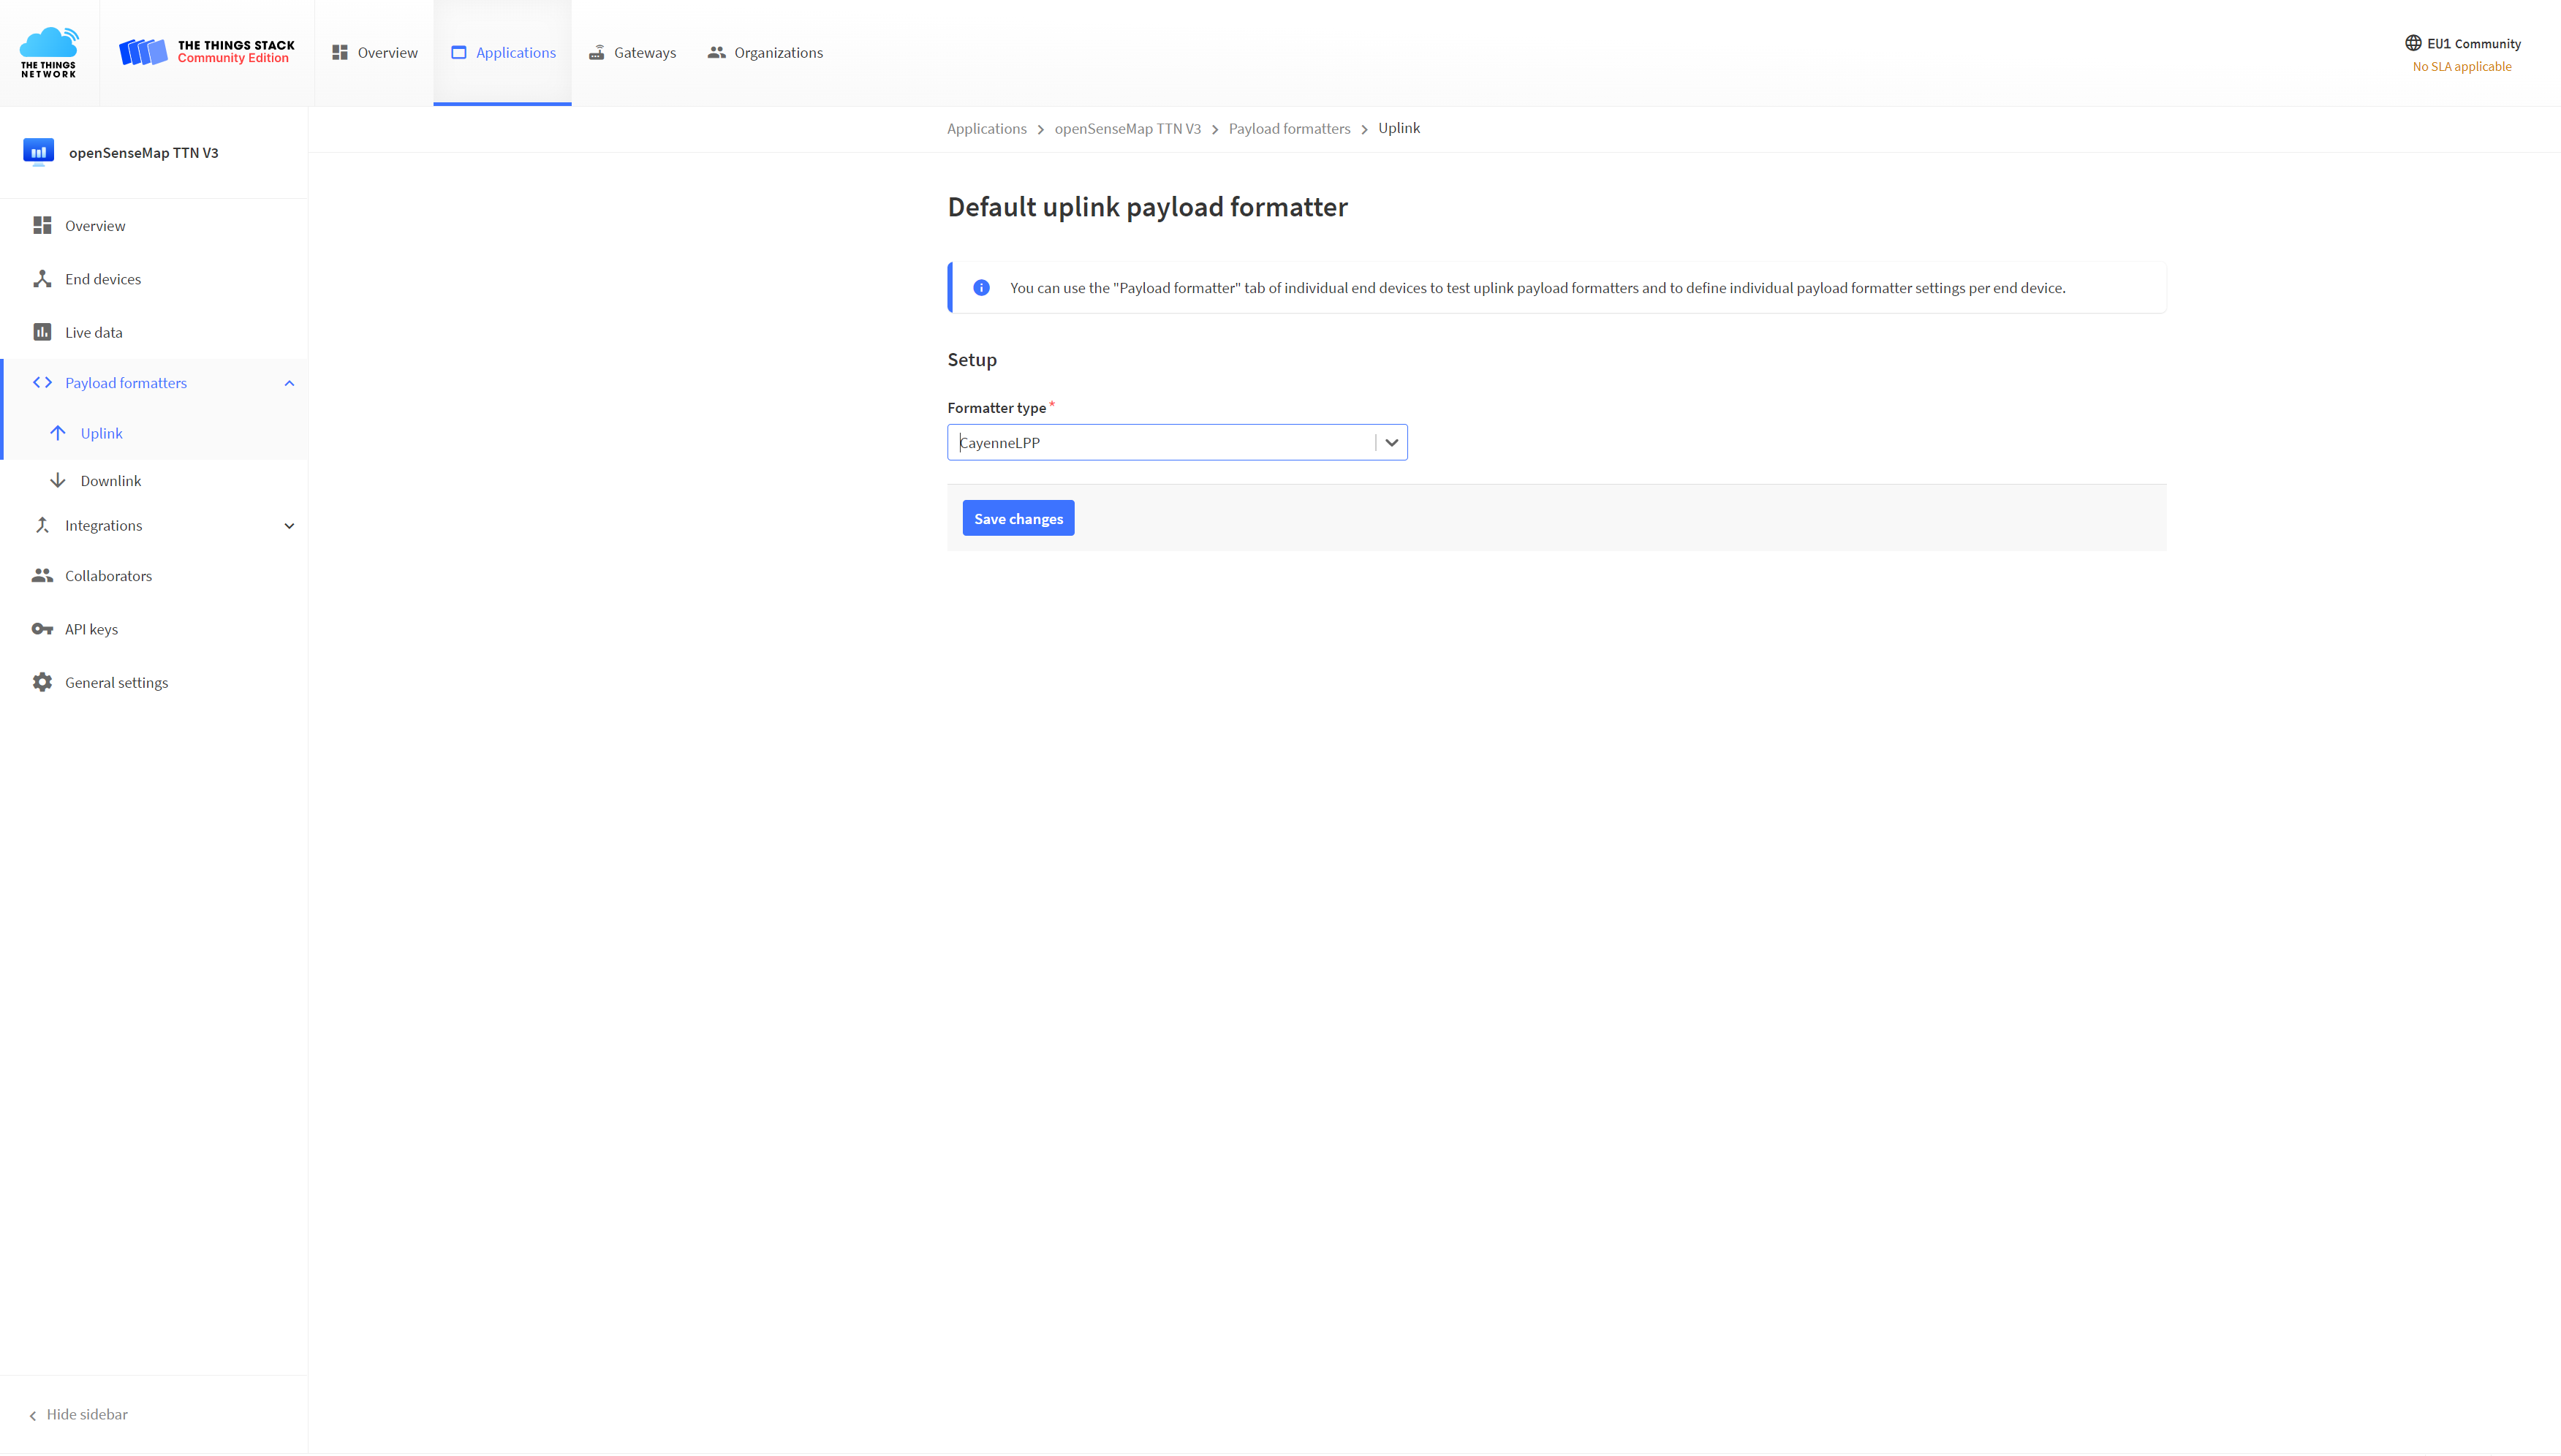 THE THINGS
NETWORK
THE THINGS STACK
Community Edition
Overview
Applications
Gateways
Organizations
EU1 Community
No SLA applicable
openSenseMap TTN V3
Overview
End devices
Live data
Payload formatters
Uplink
Downlink
Integrations
Collaborators
API keys
General settings
Hide sidebar
Applications > openSenseMap TTN V3 > Payload formatters > Uplink
Default uplink payload formatter
You can use the "Payload formatter" tab of individual end devices to test uplink payload formatters and to define individual payload formatter settings per end device.
Setup
Formatter type *
CayenneLPP
Save changes